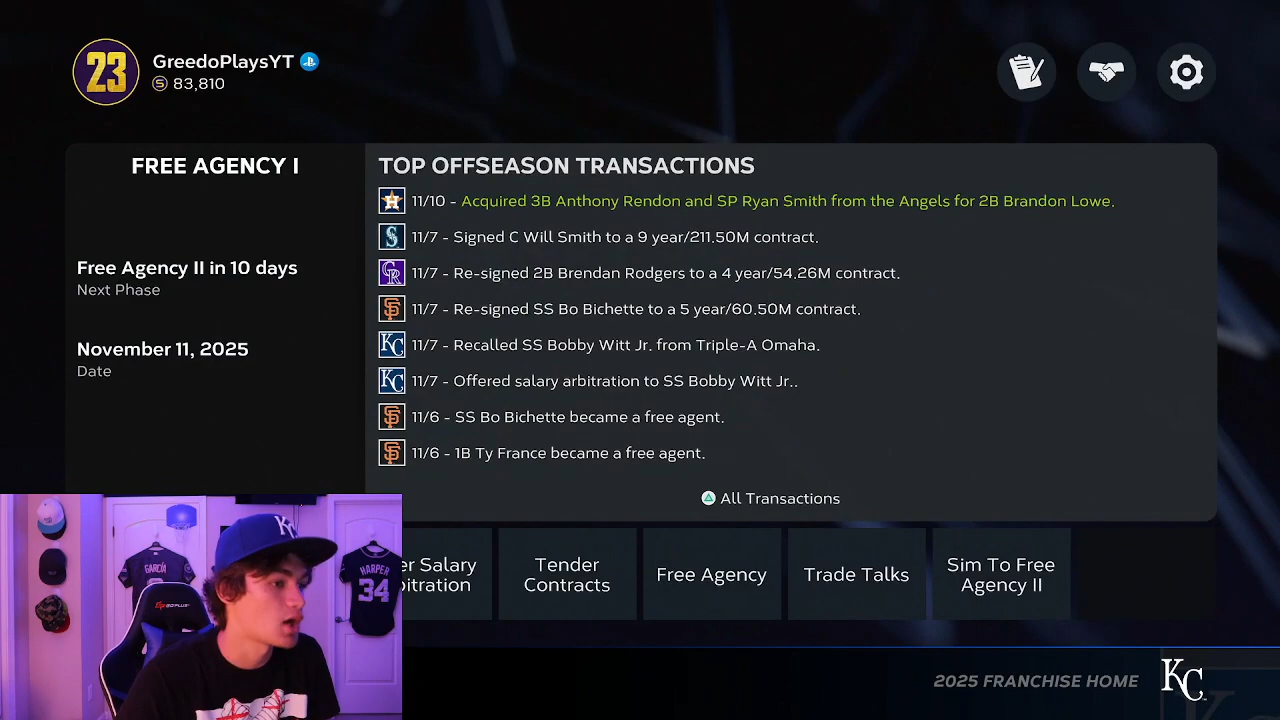 23
GreedoPlaysYT
83,810
FREE AGENCY I
Free Agency II in 10 days
Next Phase
November 11, 2025
Date
TOP OFFSEASON TRANSACTIONS
11/10 - Acquired 3B Anthony Rendon and SP Ryan Smith from the Angels for 2B Brandon Lowe.
11/7 - Signed C Will Smith to a 9 year/211.50M contract.
11/7 - Re-signed 2B Brendan Rodgers to a 4 year/54.26M contract.
11/7 - Re-signed SS Bo Bichette to a 5 year/60.50M contract.
11/7 - Recalled SS Bobby Witt Jr. from Triple-A Omaha.
11/7 - Offered salary arbitration to SS Bobby Witt Jr..
11/6 - SS Bo Bichette became a free agent.
11/6 - 1B Ty France became a free agent.
All Transactions
er Salary
bitration
Tender
Contracts
Free Agency
Trade Talks
Sim To Free
Agency II
GARCÍA
HARPER
34
KC
2025 FRANCHISE HOME
KC